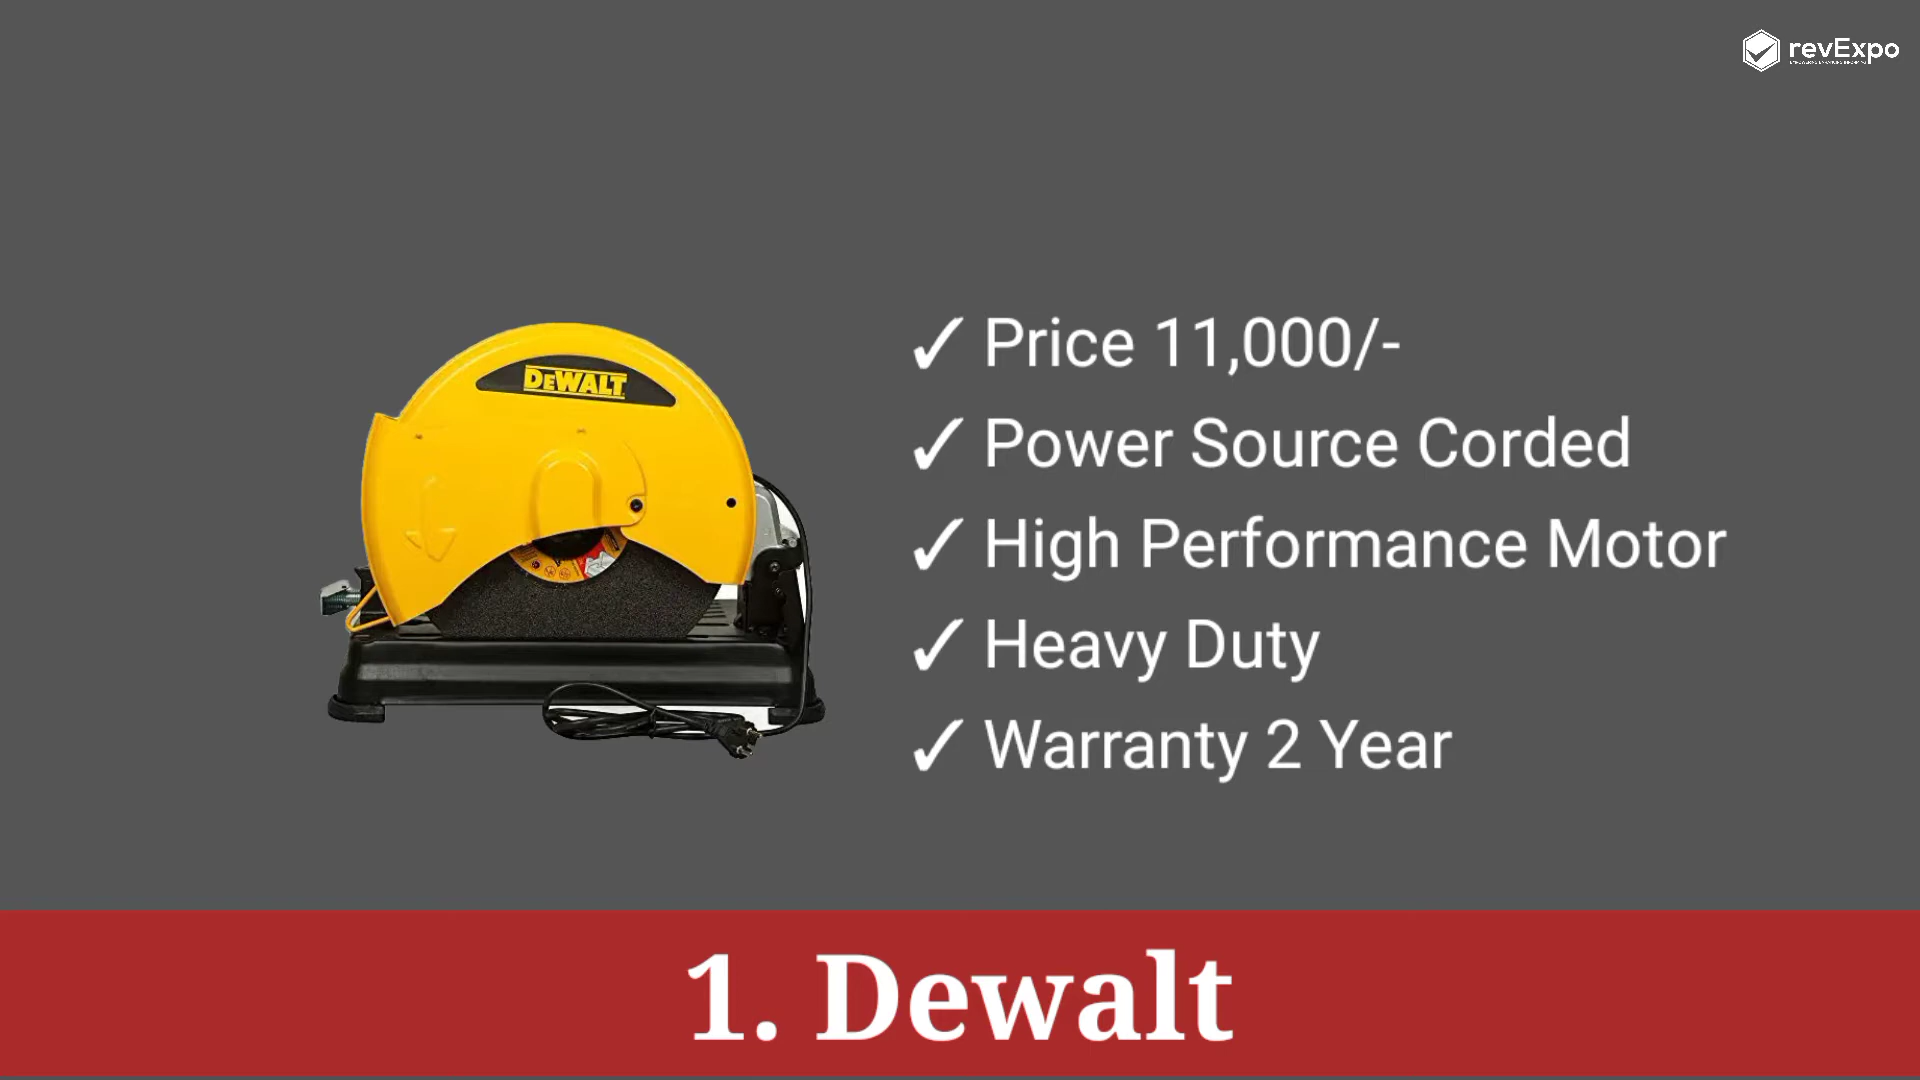 revExpo
DEWALT
✓ Price 11,000/-
✓ Power Source Corded
✓ High Performance Motor
✓ Heavy Duty
✓ Warranty 2 Year
1. Dewalt